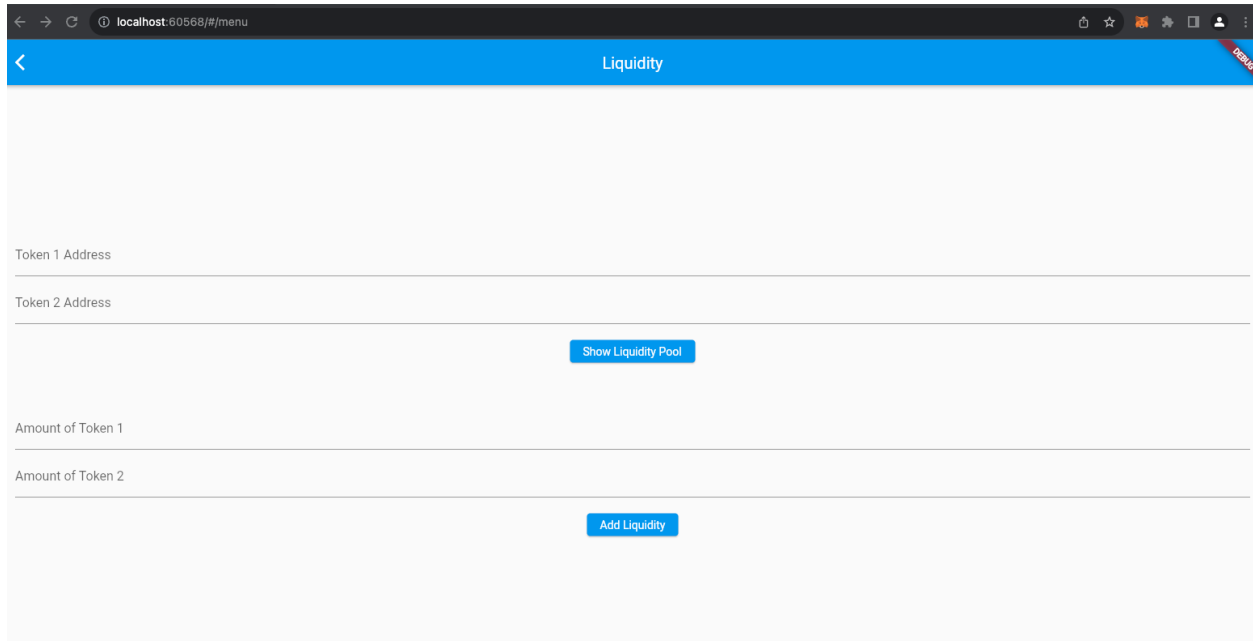 localhost:60568/#/menu
Liquidity
DEBUG
Token 1 Address
Token 2 Address
Show Liquidity Pool
Amount of Token 1
Amount of Token 2
Add Liquidity